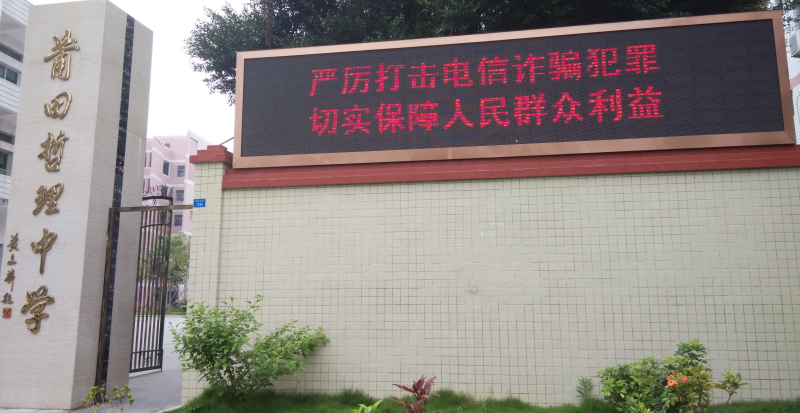 莆田哲理中学
严厉打击电信诈骗犯罪
切实保障人民群众利益